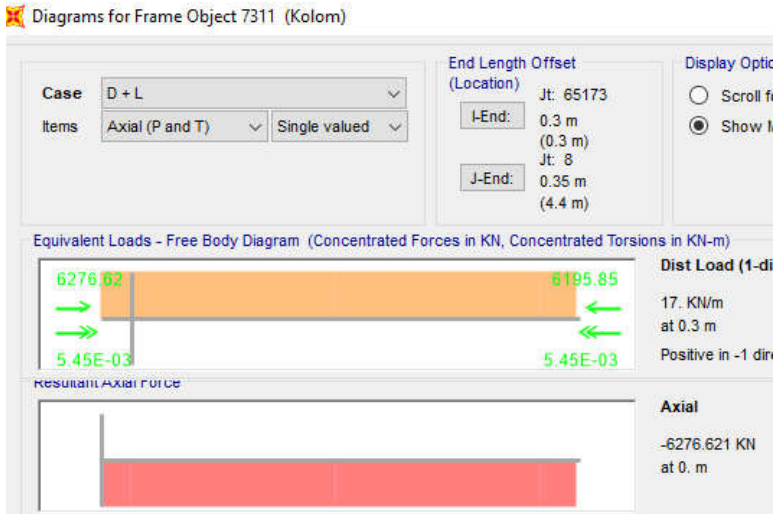 Diagrams for Frame Object 7311 (Kolom)
Case
D + L
Items
Axial (P and T)
Single valued
End Length Offset
(Location)
Jt: 65173
I-End:
0.3 m
(0.3 m)
Jt: 8
J-End:
0.35 m
(4.4 m)
Display Optio
Scroll f
Show M
Equivalent Loads - Free Body Diagram (Concentrated Forces in KN, Concentrated Torsions in KN-m)
6276.62
6195.85
5.45E-03
5.45E-03
Dist Load (1-di
17. KN/m
at 0.3 m
Positive in -1 dire
Resultant Axial Force
Axial
-6276.621 KN
at 0. m